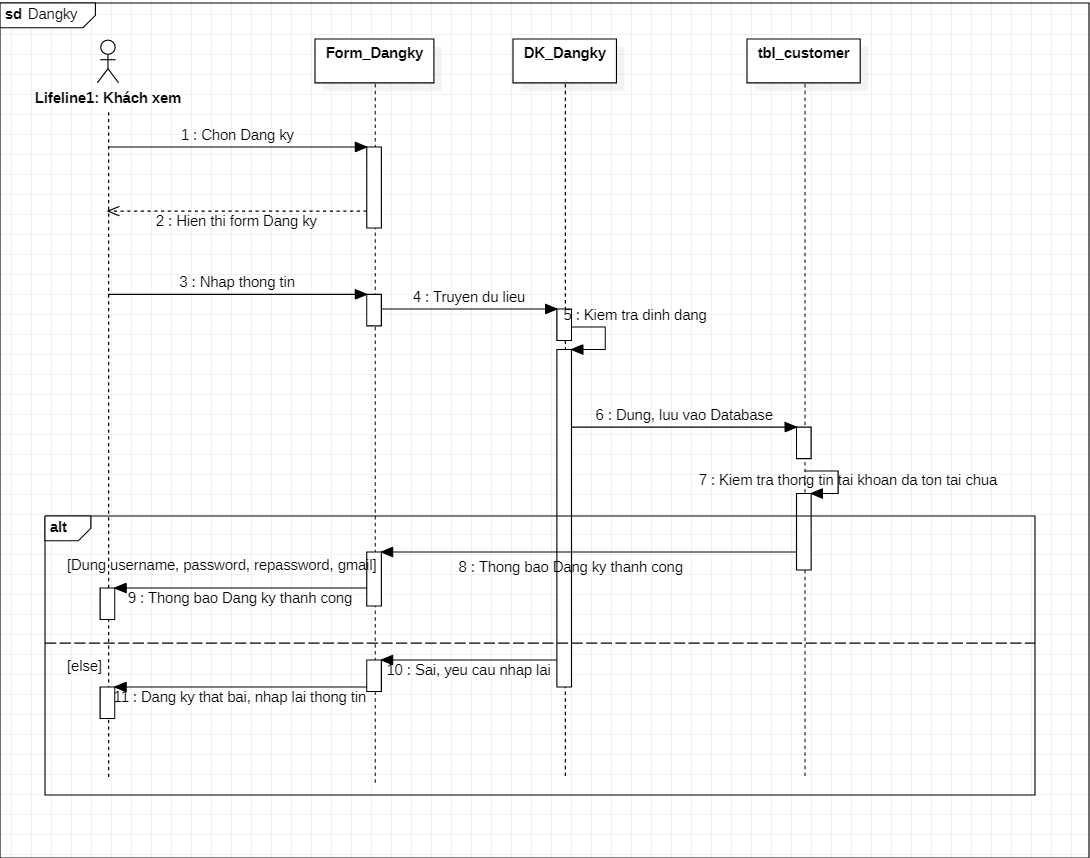 sd Dangky
Form_Dangky
DK_Dangky
tbl_customer
Lifeline1: Khách xem
1 : Chon Dang ky
2 : Hien thi form Dang ky
3 : Nhap thong tin
4 : Truyen du lieu
5 : Kiem tra dinh dang
6 : Dung, luu vao Database
7 : Kiem tra thong tin tai khoan da ton tai chua
alt
[Dung username, password, repassword, gmail]
8 : Thong bao Dang ky thanh cong
9 : Thong bao Dang ky thanh cong
[else]
10 : Sai, yeu cau nhap lai
11 : Dang ky that bai, nhap lai thong tin